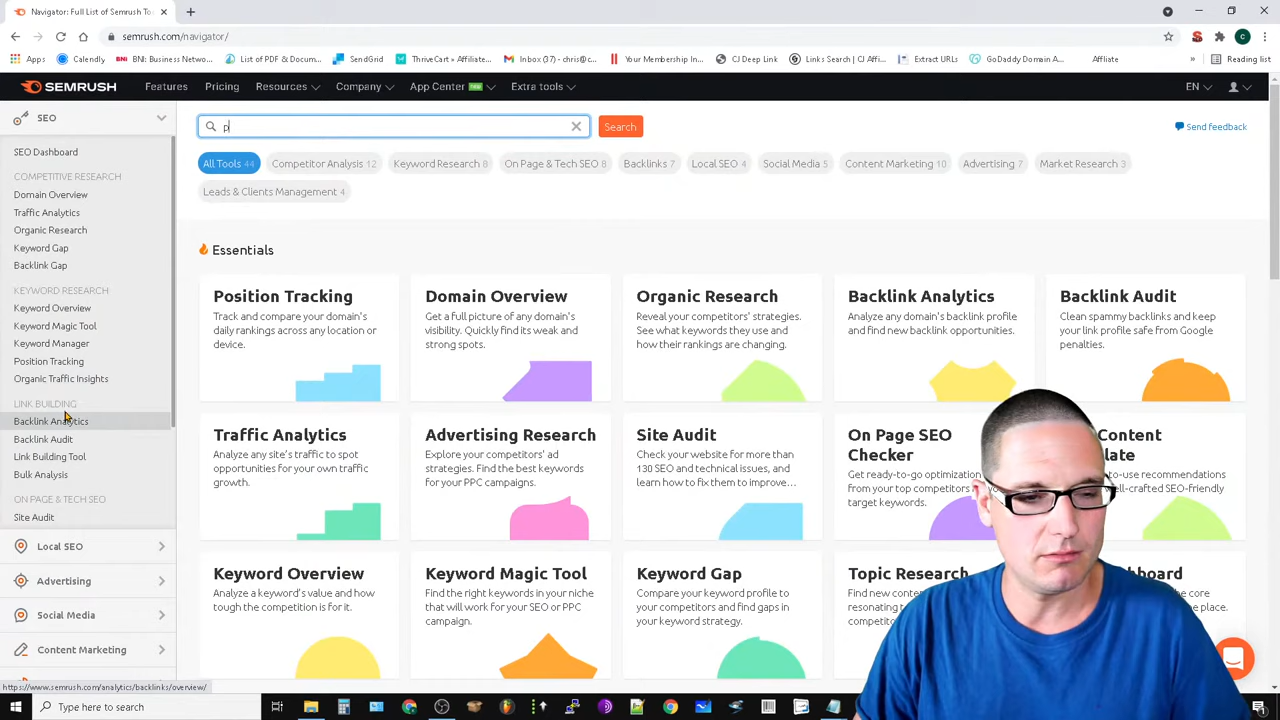 Navigator: Full List of Semrush To
semrush.com/navigator/
Apps
Calendly
BNI: Business Netw...
List of PDF & Docum...
SendGrid
ThriveCart » Affiliate...
Inbox (37) - chris@c...
Your Membership In...
CJ Deep Link
Links Search | CJ Affi...
Extract URLs
GoDaddy Domain A...
Affiliate
»
Reading list
SEMRUSH
Features
Pricing
Resources
Company
App Center new
Extra tools
EN
SEO
SEO Dashboard
COMPETITIVE RESEARCH
Domain Overview
Traffic Analytics
Organic Research
Keyword Gap
Backlink Gap
KEYWORD RESEARCH
Keyword Overview
Keyword Magic Tool
Keyword Manager
Position Tracking
Organic Traffic Insights
LINK BUILDING
Backlink Analytics
Backlink Audit
Link Building Tool
Bulk Analysis
ON PAGE & TECH SEO
Site Audit
Local SEO
Advertising
Social Media
Content Marketing
https://www.semrush.com/analytics/backlinks/overview/
p
Search
Send feedback
All Tools 44
Competitor Analysis 12
Keyword Research 8
On Page & Tech SEO 8
Backlinks 7
Local SEO 4
Social Media 5
Content Marketing 10
Advertising 7
Market Research 3
Leads & Clients Management 4
Essentials
Position Tracking
Track and compare your domain's
daily rankings across any location or
device.
Domain Overview
Get a full picture of any domain's
visibility. Quickly find its weak and
strong spots.
Organic Research
Reveal your competitors' strategies.
See what keywords they use and
how their rankings are changing.
Backlink Analytics
Analyze any domain's backlink profile
and find new backlink opportunities.
Backlink Audit
Clean spammy backlinks and keep
your link profile safe from Google
penalties.
Traffic Analytics
Analyze any site's traffic to spot
opportunities for your own traffic
growth.
Advertising Research
Explore your competitors' ad
strategies. Find the best keywords
for your PPC campaigns.
Site Audit
Check your website for more than
130 SEO and technical issues, and
learn how to fix them to improve...
On Page SEO
Checker
Get ready-to-go optimization
from your top competitors
target keywords.
Content
late
-to-use recommendations
well-crafted SEO-friendly
Keyword Overview
Analyze a keyword's value and how
tough the competition is for it.
Keyword Magic Tool
Find the right keywords in your niche
that will work for your SEO or PPC
campaign.
Keyword Gap
Compare your keyword profile to
your competitors and find gaps in
your keyword strategy.
Topic Research
Find new conte
resonating t
competito
hboard
he core
e place.
Type here to search